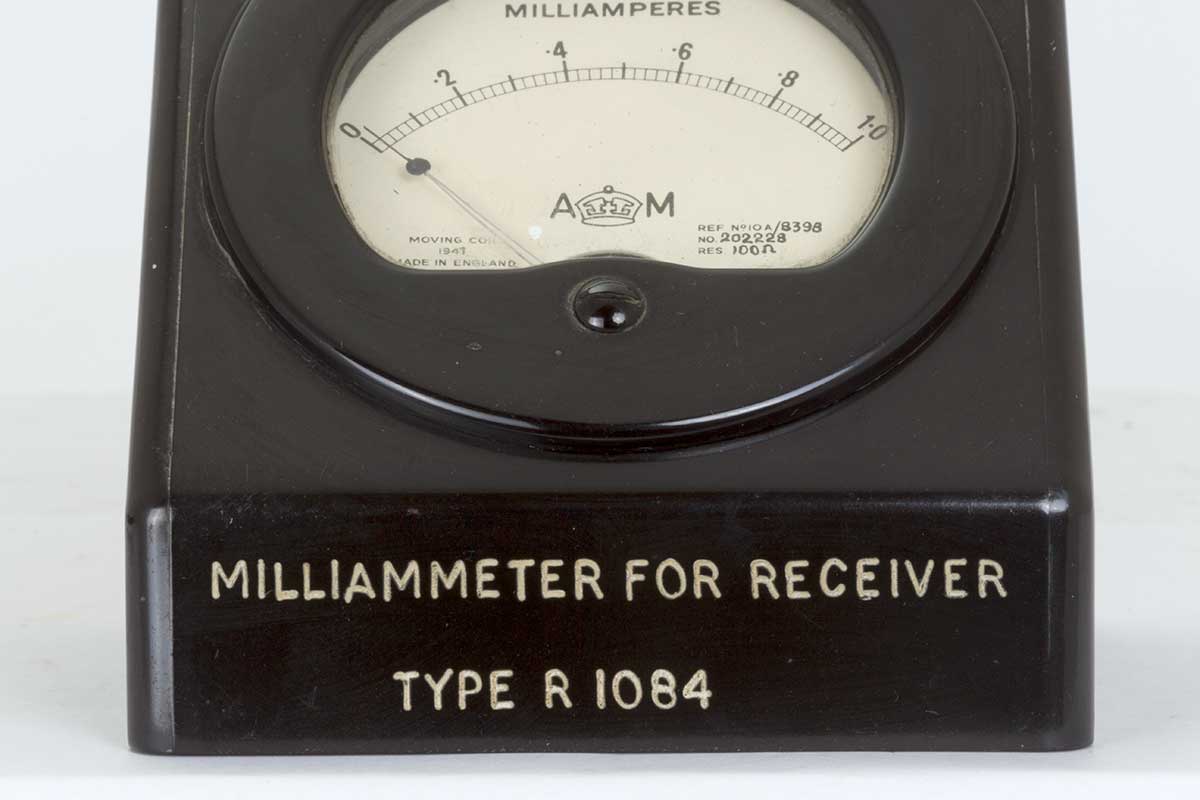 MILLIAMPERES
0 ·2 ·4 ·6 ·8 1·0
A M
MOVING COIL
1941
MADE IN ENGLAND
REF Nº10A/8398
NO. 202228
RES. 100Ω
MILLIAMMETER FOR RECEIVER
TYPE R 1084